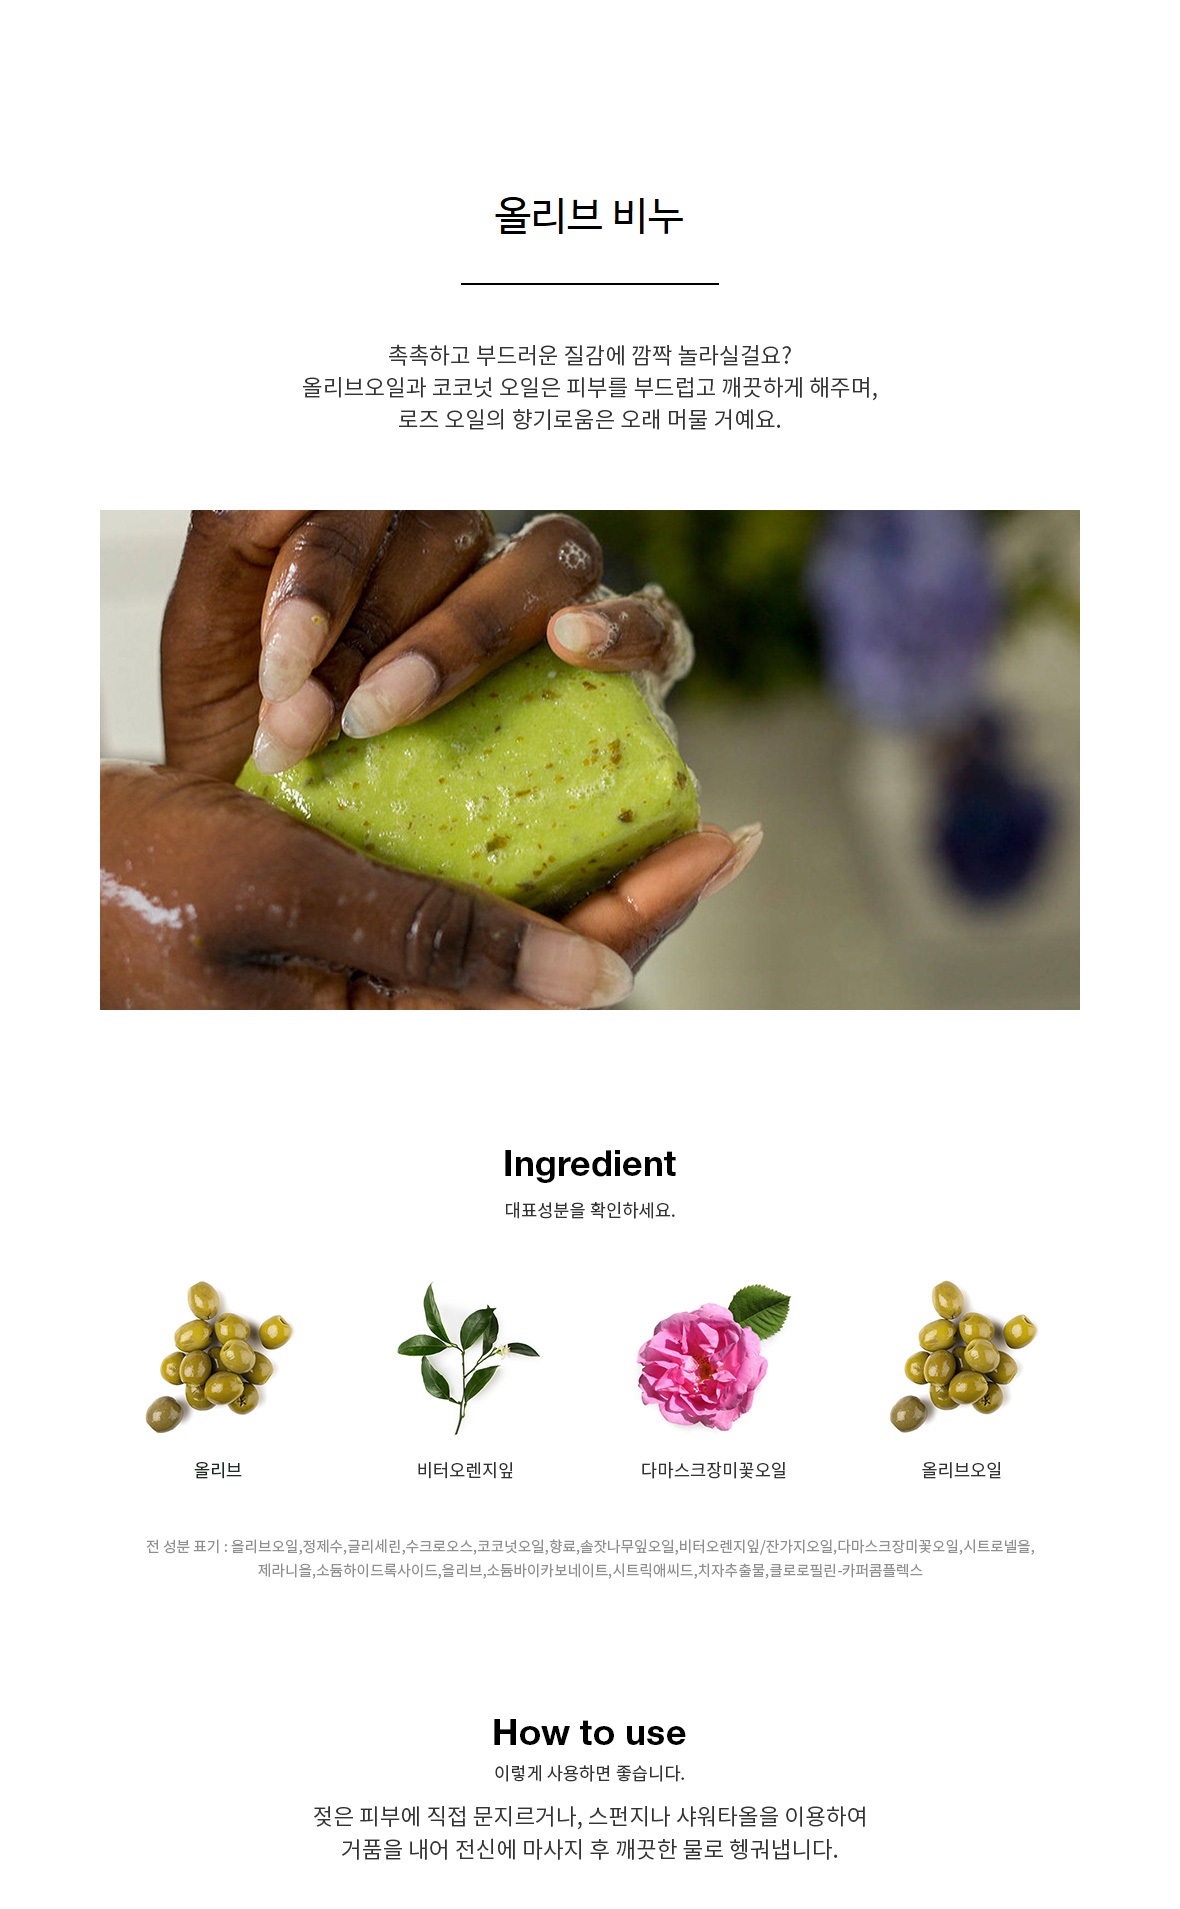 올리브 비누
촉촉하고 부드러운 질감에 깜짝 놀라실걸요?
올리브오일과 코코넛 오일은 피부를 부드럽고 깨끗하게 해주며,
로즈 오일의 향기로움은 오래 머물 거예요.
Ingredient
대표성분을 확인하세요.
올리브
비터오렌지잎
다마스크장미꽃오일
올리브오일
전 성분 표기 : 올리브오일,정제수,글리세린,수크로오스,코코넛오일,향료,솔잣나무잎오일,비터오렌지잎/잔가지오일,다마스크장미꽃오일,시트로넬올,
제라니올,소듐하이드록사이드,올리브,소듐바이카보네이트,시트릭애씨드,치자추출물,클로로필린-카퍼콤플렉스
How to use
이렇게 사용하면 좋습니다.
젖은 피부에 직접 문지르거나, 스펀지나 샤워타올을 이용하여
거품을 내어 전신에 마사지 후 깨끗한 물로 헹궈냅니다.